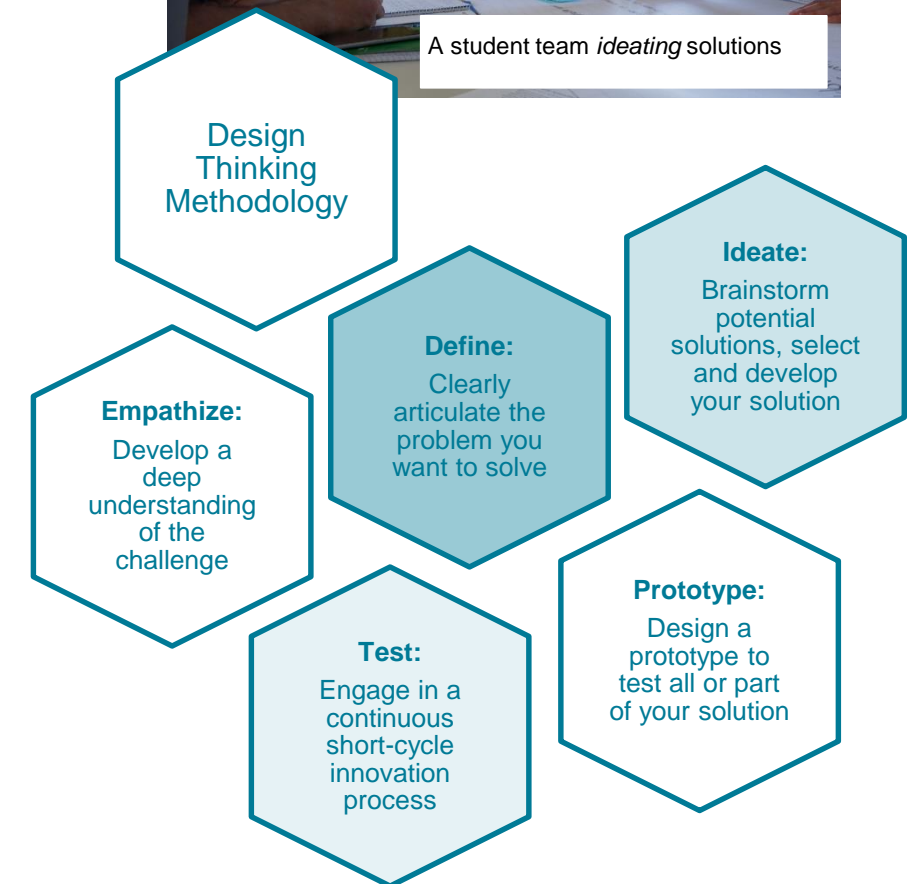 A student team ideating solutions
Design
Thinking
Methodology
Empathize:
Develop a
deep
understanding
of the
challenge
Define:
Clearly
articulate the
problem you
want to solve
Ideate:
Brainstorm
potential
solutions, select
and develop
your solution
Prototype:
Design a
prototype to
test all or part
of your solution
Test:
Engage in a
continuous
short-cycle
innovation
process